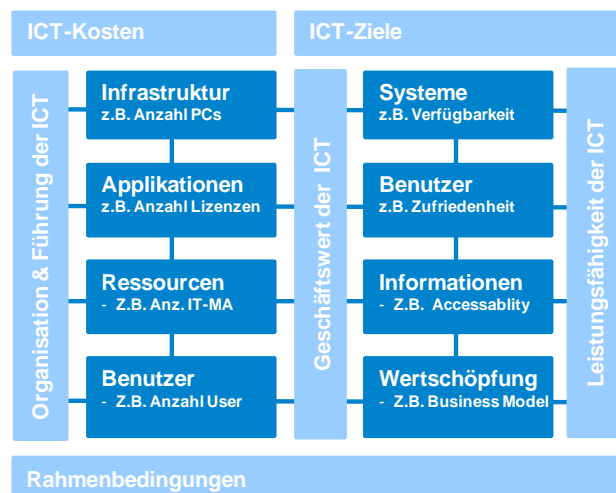 ICT-Kosten
ICT-Ziele
Organisation & Führung der ICT
Infrastruktur
z.B. Anzahl PCs
Applikationen
z.B. Anzahl Lizenzen
Ressourcen
- Z.B. Anz. IT-MA
Benutzer
- Z.B. Anzahl User
Geschäftswert der ICT
Systeme
z.B. Verfügbarkeit
Benutzer
z.B. Zufriedenheit
Informationen
- Z.B. Accessablity
Wertschöpfung
- Z.B. Business Model
Leistungsfähigkeit der ICT
Rahmenbedingungen